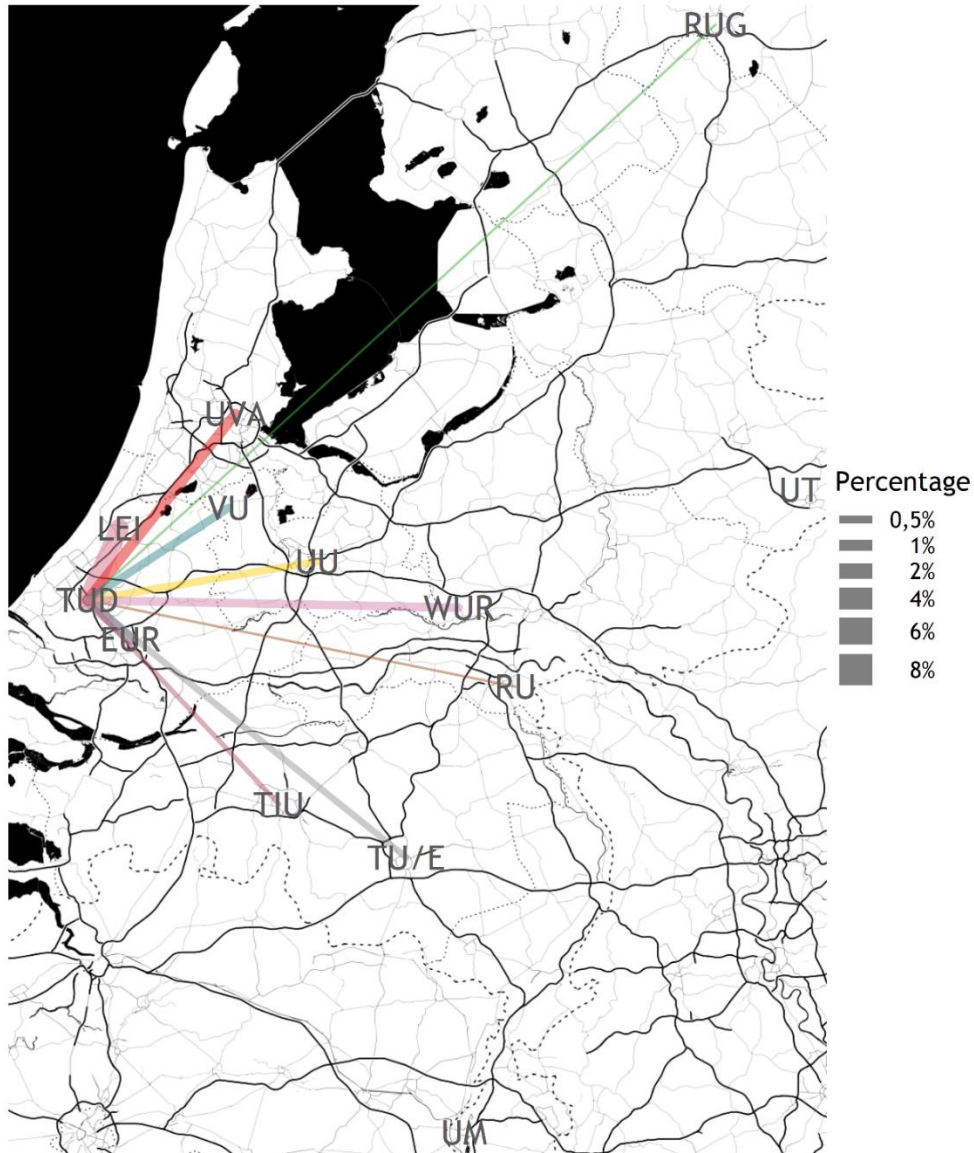 RUG
UVA
VU
LEI
UT
UU
TUD
WUR
EUR
RU
TIU
TU/E
UM
Percentage
0,5%
1%
2%
4%
6%
8%